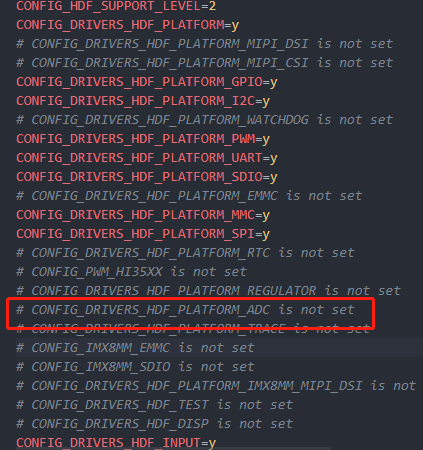 CONFIG_HDF_SUPPORT_LEVEL=2
CONFIG_DRIVERS_HDF_PLATFORM=y
# CONFIG_DRIVERS_HDF_PLATFORM_MIPI_DSI is not set
# CONFIG_DRIVERS_HDF_PLATFORM_MIPI_CSI is not set
CONFIG_DRIVERS_HDF_PLATFORM_GPIO=y
CONFIG_DRIVERS_HDF_PLATFORM_I2C=y
# CONFIG_DRIVERS_HDF_PLATFORM_WATCHDOG is not set
CONFIG_DRIVERS_HDF_PLATFORM_PWM=y
CONFIG_DRIVERS_HDF_PLATFORM_UART=y
CONFIG_DRIVERS_HDF_PLATFORM_SDIO=y
# CONFIG_DRIVERS_HDF_PLATFORM_EMMC is not set
CONFIG_DRIVERS_HDF_PLATFORM_MMC=y
CONFIG_DRIVERS_HDF_PLATFORM_SPI=y
# CONFIG_DRIVERS_HDF_PLATFORM_RTC is not set
# CONFIG_PWM_HI35XX is not set
# CONFIG_DRIVERS_HDF_PLATFORM_REGULATOR is not set
# CONFIG_DRIVERS_HDF_PLATFORM_ADC is not set
# CONFIG_DRIVERS_HDF_PLATFORM_TRACE is not set
# CONFIG_IMX8MM_EMMC is not set
# CONFIG_IMX8MM_SDIO is not set
# CONFIG_DRIVERS_HDF_PLATFORM_IMX8MM_MIPI_DSI is not
# CONFIG_DRIVERS_HDF_TEST is not set
# CONFIG_DRIVERS_HDF_DISP is not set
CONFIG_DRIVERS_HDF_INPUT=y